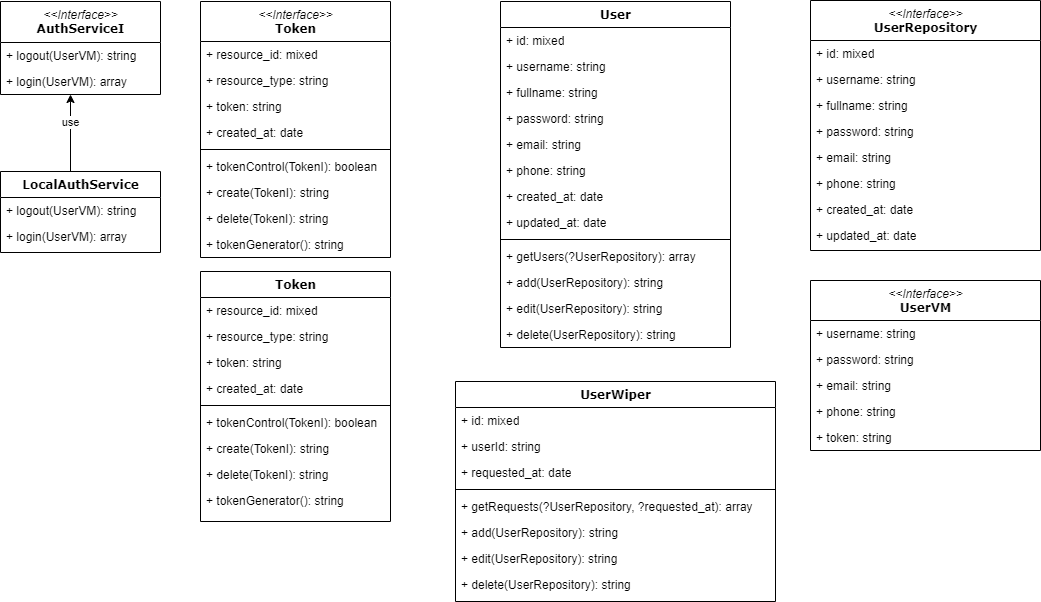 <<Interface>>
AuthServiceI
+ logout(UserVM): string
+ login(UserVM): array
use
LocalAuthService
+ logout(UserVM): string
+ login(UserVM): array
<<Interface>>
Token
+ resource_id: mixed
+ resource_type: string
+ token: string
+ created_at: date
+ tokenControl(TokenI): boolean
+ create(TokenI): string
+ delete(TokenI): string
+ tokenGenerator(): string
Token
+ resource_id: mixed
+ resource_type: string
+ token: string
+ created_at: date
+ tokenControl(TokenI): boolean
+ create(TokenI): string
+ delete(TokenI): string
+ tokenGenerator(): string
User
+ id: mixed
+ username: string
+ fullname: string
+ password: string
+ email: string
+ phone: string
+ created_at: date
+ updated_at: date
+ getUsers(?UserRepository): array
+ add(UserRepository): string
+ edit(UserRepository): string
+ delete(UserRepository): string
UserWiper
+ id: mixed
+ userId: string
+ requested_at: date
+ getRequests(?UserRepository, ?requested_at): array
+ add(UserRepository): string
+ edit(UserRepository): string
+ delete(UserRepository): string
<<Interface>>
UserRepository
+ id: mixed
+ username: string
+ fullname: string
+ password: string
+ email: string
+ phone: string
+ created_at: date
+ updated_at: date
<<Interface>>
UserVM
+ username: string
+ password: string
+ email: string
+ phone: string
+ token: string